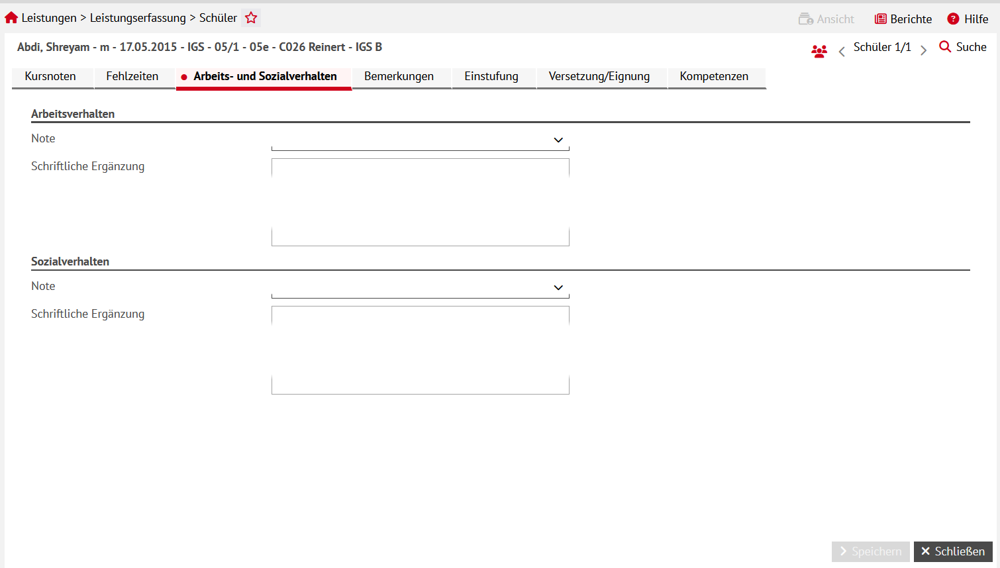 Leistungen > Leistungserfassung > Schüler
Ansicht Berichte Hilfe
Abdi, Shreyam - m - 17.05.2015 - IGS - 05/1 - 05e - C026 Reinert - IGS B
Schüler 1/1 Suche
Kursnoten Fehlzeiten Arbeits- und Sozialverhalten Bemerkungen Einstufung Versetzung/Eignung Kompetenzen
Arbeitsverhalten
Note
Schriftliche Ergänzung
Sozialverhalten
Note
Schriftliche Ergänzung
Speichern Schließen